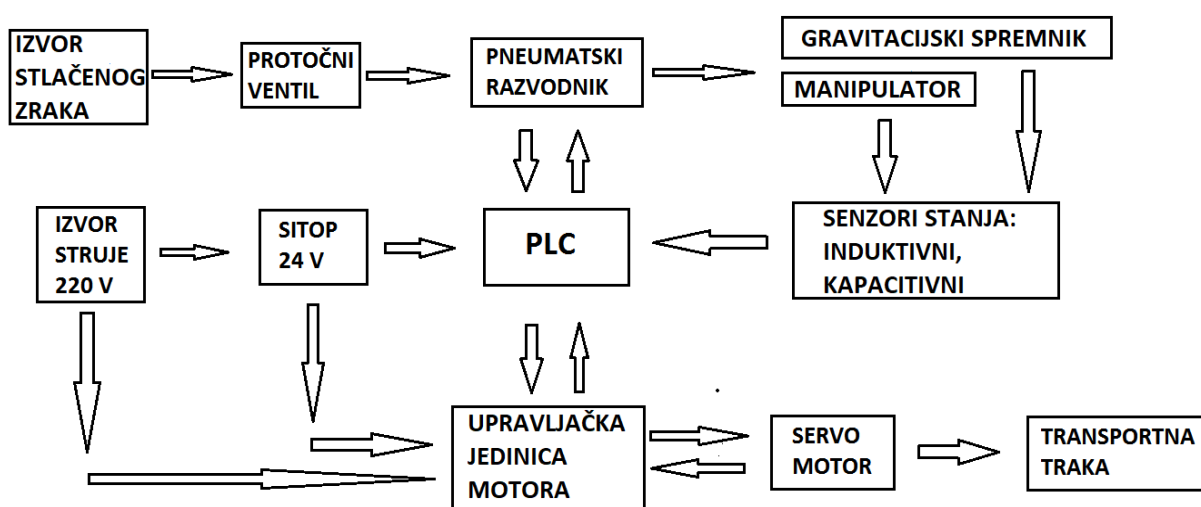 IZVOR
STLAČENOG
ZRAKA
PROTOČNI
VENTIL
PNEUMATSKI
RAZVODNIK
GRAVITACIJSKI SPREMNIK
MANIPULATOR
IZVOR
STRUJE
220 V
SITOP
24 V
PLC
SENZORI STANJA:
INDUKTIVNI,
KAPACITIVNI
UPRAVLJAČKA
JEDINICA
MOTORA
SERVO
MOTOR
TRANSPORTNA
TRAKA